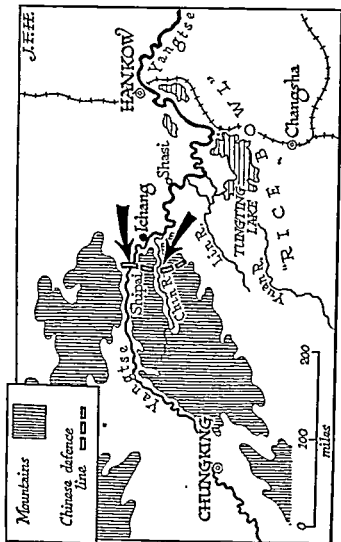 Mountains
Chinese defence
line
J.F.H.
HANKOW
Yangtse
Shasi
Ichang
Shipai
Yangtse
TUNGTING
LAKE
"RICE BOWL"
Changsha
Lin R.
Yuan R.
CHUNGKING
0 100 200
miles